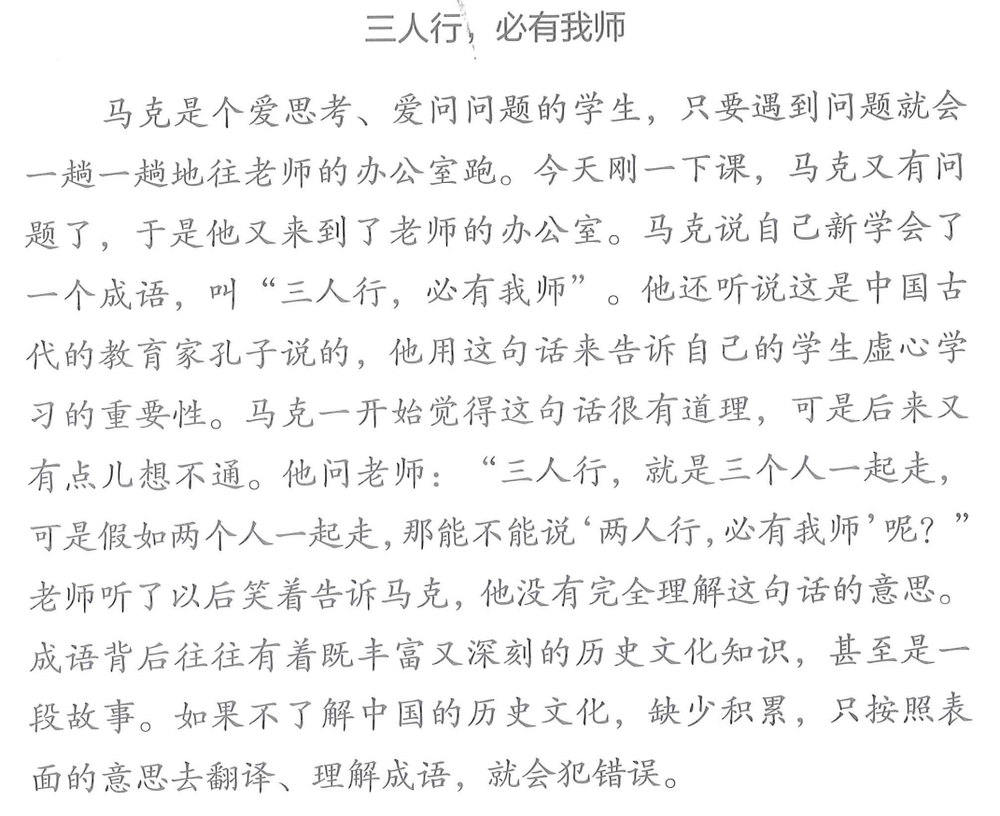 三人行，必有我师
马克是个爱思考、爱问问题的学生，只要遇到问题就会
一趟一趟地往老师的办公室跑。今天刚一下课，马克又有问
题了，于是他又来到了老师的办公室。马克说自己新学会了
一个成语，叫“三人行，必有我师”。他还听说这是中国古
代的教育家孔子说的，他用这句话来告诉自己的学生虚心学
习的重要性。马克一开始觉得这句话很有道理，可是后来又
有点儿想不通。他问老师：“三人行，就是三个人一起走，
可是假如两个人一起走，那能不能说‘两人行，必有我师’呢？”
老师听了以后笑着告诉马克，他没有完全理解这句话的意思。
成语背后往往有着既丰富又深刻的历史文化知识，甚至是一
段故事。如果不了解中国的历史文化，缺少积累，只按照表
面的意思去翻译、理解成语，就会犯错误。